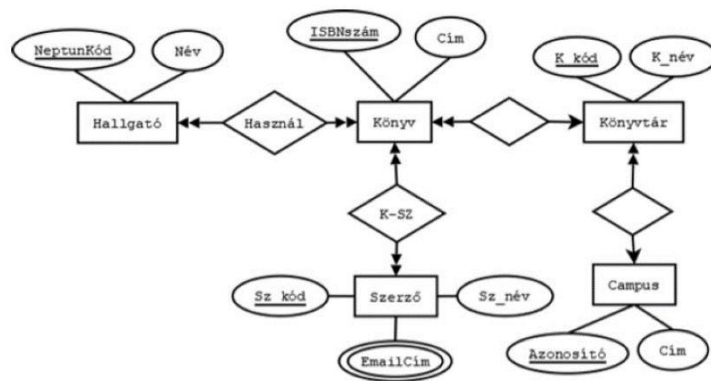 NeptunKód
Név
ISBNszám
Cím
K_kód
K_név
Hallgató
Használ
Könyv
Könyvtár
K-SZ
Sz_kód
Szerző
Sz_név
Campus
EmailCím
Azonosító
Cím